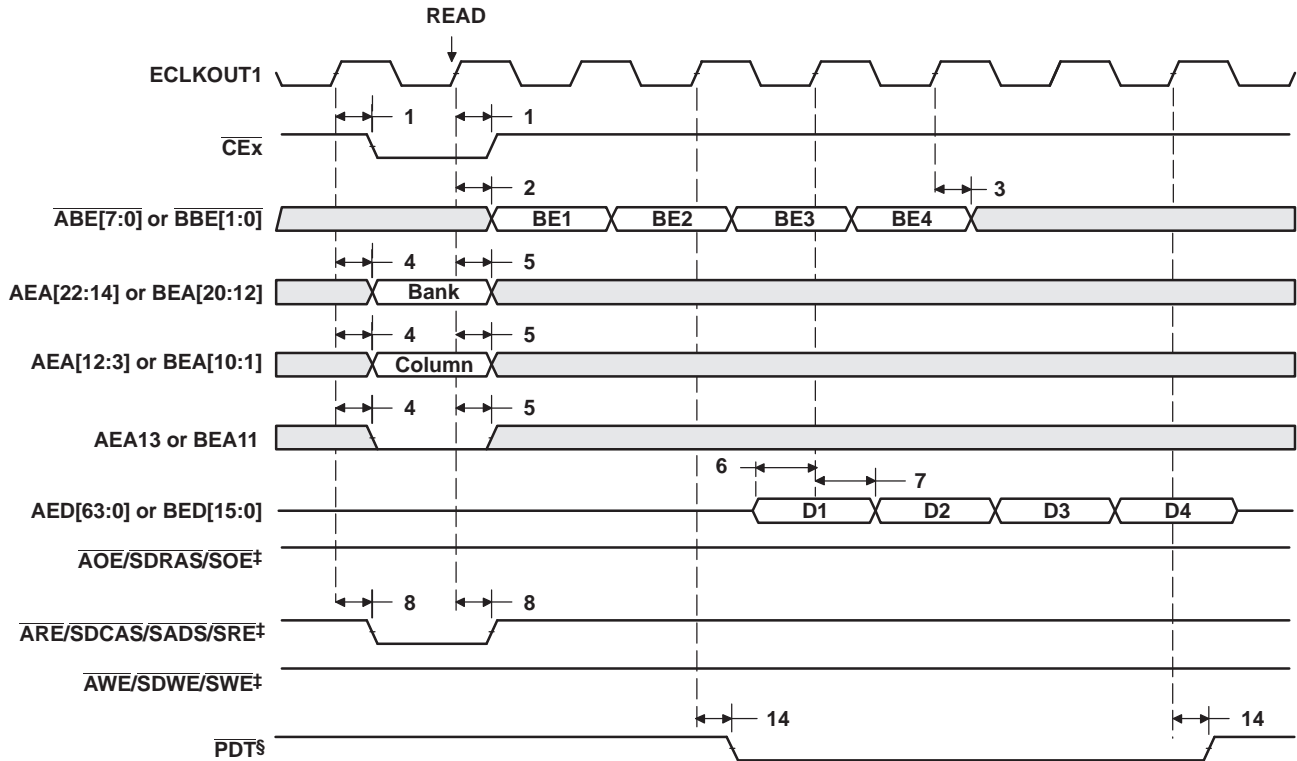 READ
ECLKOUT1
1 1
CEx
2 3
ABE[7:0] or BBE[1:0] BE1 BE2 BE3 BE4
4 5
AEA[22:14] or BEA[20:12] Bank
4 5
AEA[12:3] or BEA[10:1] Column
4 5
AEA13 or BEA11
6 7
AED[63:0] or BED[15:0] D1 D2 D3 D4
AOE/SDRAS/SOE‡
8 8
ARE/SDCAS/SADS/SRE‡
AWE/SDWE/SWE‡
14 14
PDT§